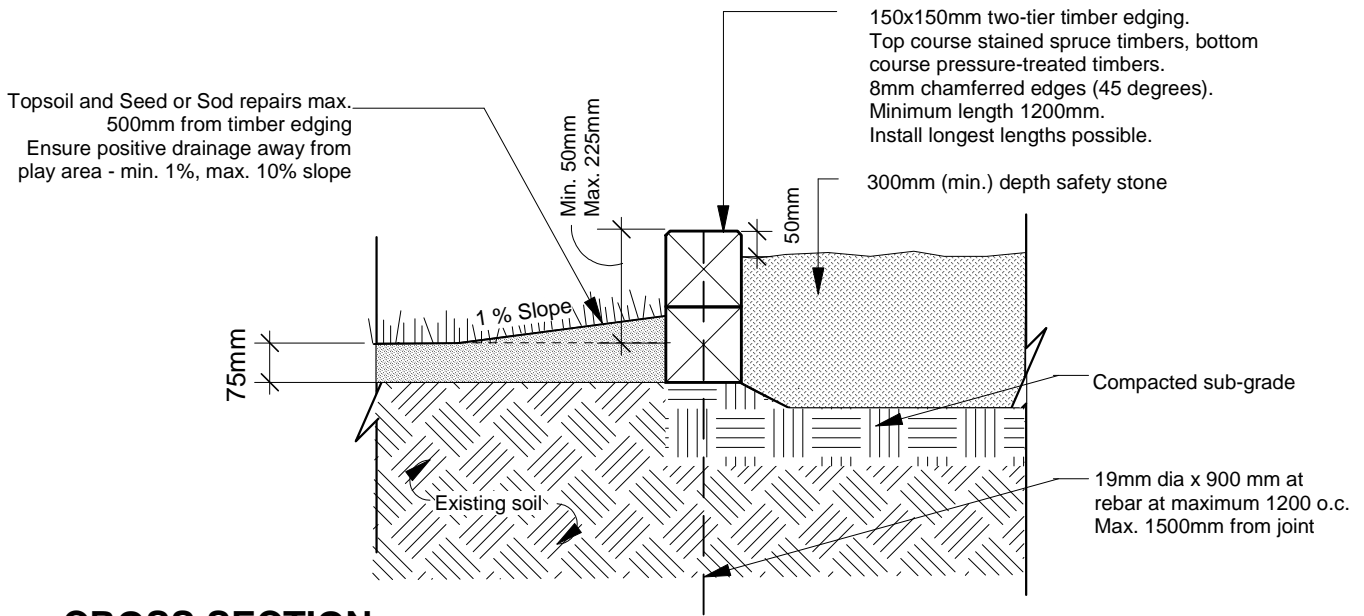 150x150mm two-tier timber edging.
Top course stained spruce timbers, bottom
course pressure-treated timbers.
8mm chamferred edges (45 degrees).
Minimum length 1200mm.
Install longest lengths possible.
Topsoil and Seed or Sod repairs max.
500mm from timber edging
Ensure positive drainage away from
play area - min. 1%, max. 10% slope
Min. 50mm
Max. 225mm
50mm
300mm (min.) depth safety stone
1 % Slope
75mm
Compacted sub-grade
Existing soil
19mm dia x 900 mm at
rebar at maximum 1200 o.c.
Max. 1500mm from joint
CROSS SECTION